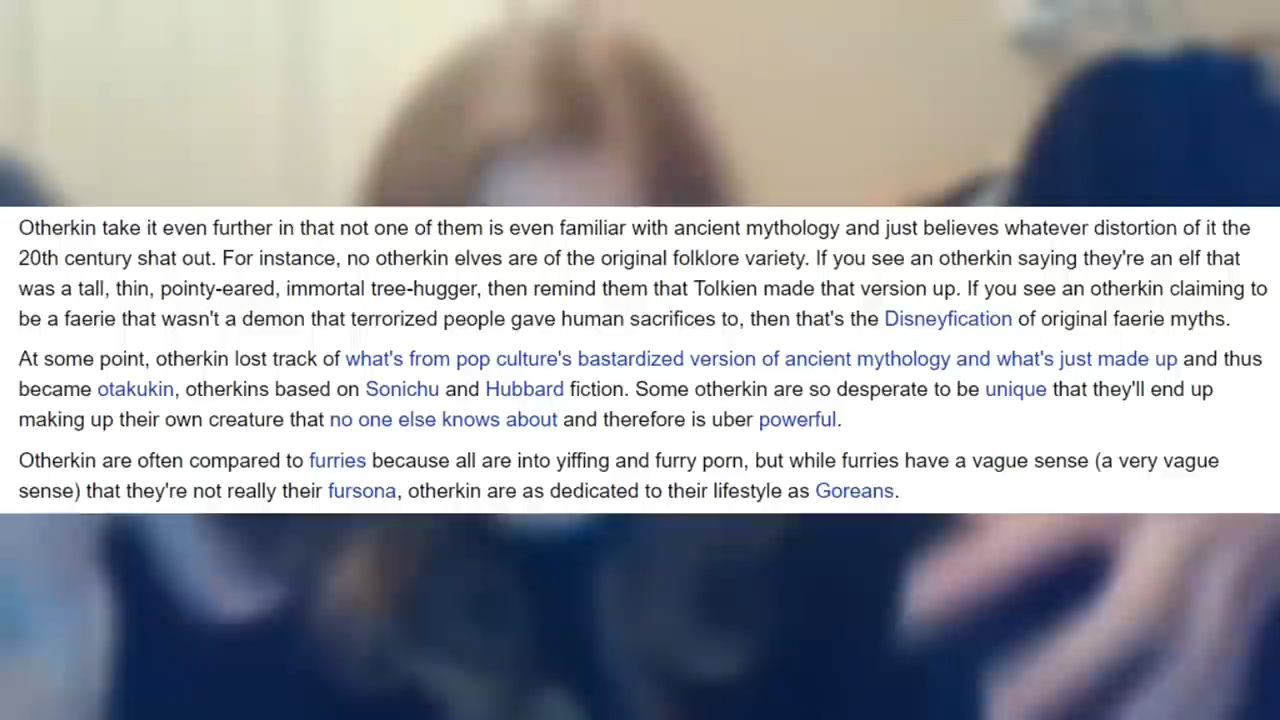 Otherkin take it even further in that not one of them is even familiar with ancient mythology and just believes whatever distortion of it the
20th century shat out. For instance, no otherkin elves are of the original folklore variety. If you see an otherkin saying they're an elf that
was a tall, thin, pointy-eared, immortal tree-hugger, then remind them that Tolkien made that version up. If you see an otherkin claiming to
be a faerie that wasn't a demon that terrorized people gave human sacrifices to, then that's the Disneyfication of original faerie myths.
At some point, otherkin lost track of what's from pop culture's bastardized version of ancient mythology and what's just made up and thus
became otakukin, otherkins based on Sonichu and Hubbard fiction. Some otherkin are so desperate to be unique that they'll end up
making up their own creature that no one else knows about and therefore is uber powerful.
Otherkin are often compared to furries because all are into yiffing and furry porn, but while furries have a vague sense (a very vague
sense) that they're not really their fursona, otherkin are as dedicated to their lifestyle as Goreans.